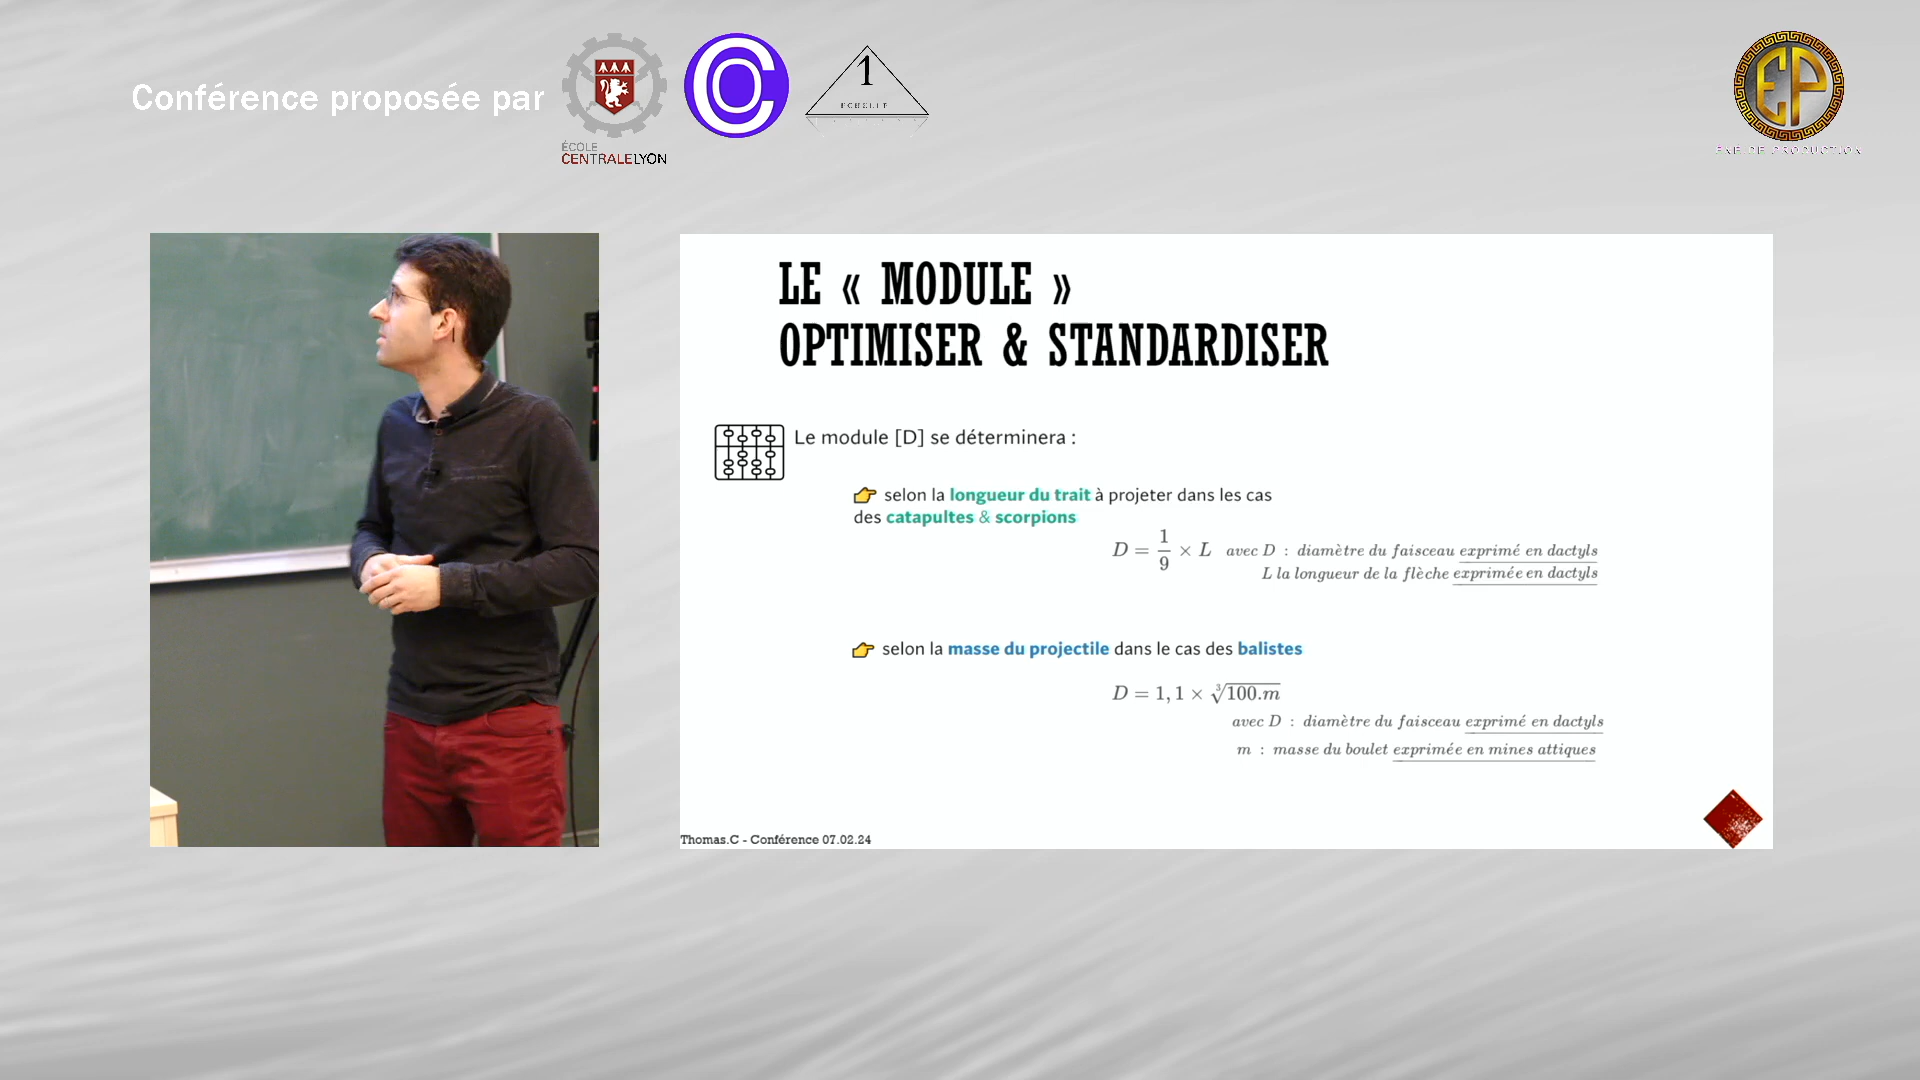 Conférence proposée par
ÉCOLE
CENTRALELYON
1
ECHELLE
EP
LE « MODULE »
OPTIMISER & STANDARDISER
Le module [D] se déterminera :
👉 selon la longueur du trait à projeter dans les cas
des catapultes & scorpions
D = 1/9 × L avec D : diamètre du faisceau exprimé en dactyls
L la longueur de la flèche exprimée en dactyls
👉 selon la masse du projectile dans le cas des balistes
D = 1,1 × ∛100.m
avec D : diamètre du faisceau exprimé en dactyls
m : masse du boulet exprimée en mines attiques
Thomas.C - Conférence 07.02.24